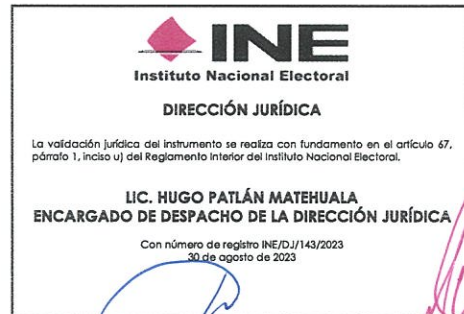 INE
Instituto Nacional Electoral
DIRECCIÓN JURÍDICA
La validación jurídica del instrumento se realiza con fundamento en el artículo 67,
párrafo 1, inciso u) del Reglamento Interior del Instituto Nacional Electoral.
LIC. HUGO PATLÁN MATEHUALA
ENCARGADO DE DESPACHO DE LA DIRECCIÓN JURÍDICA
Con número de registro INE/DJ/143/2023
30 de agosto de 2023